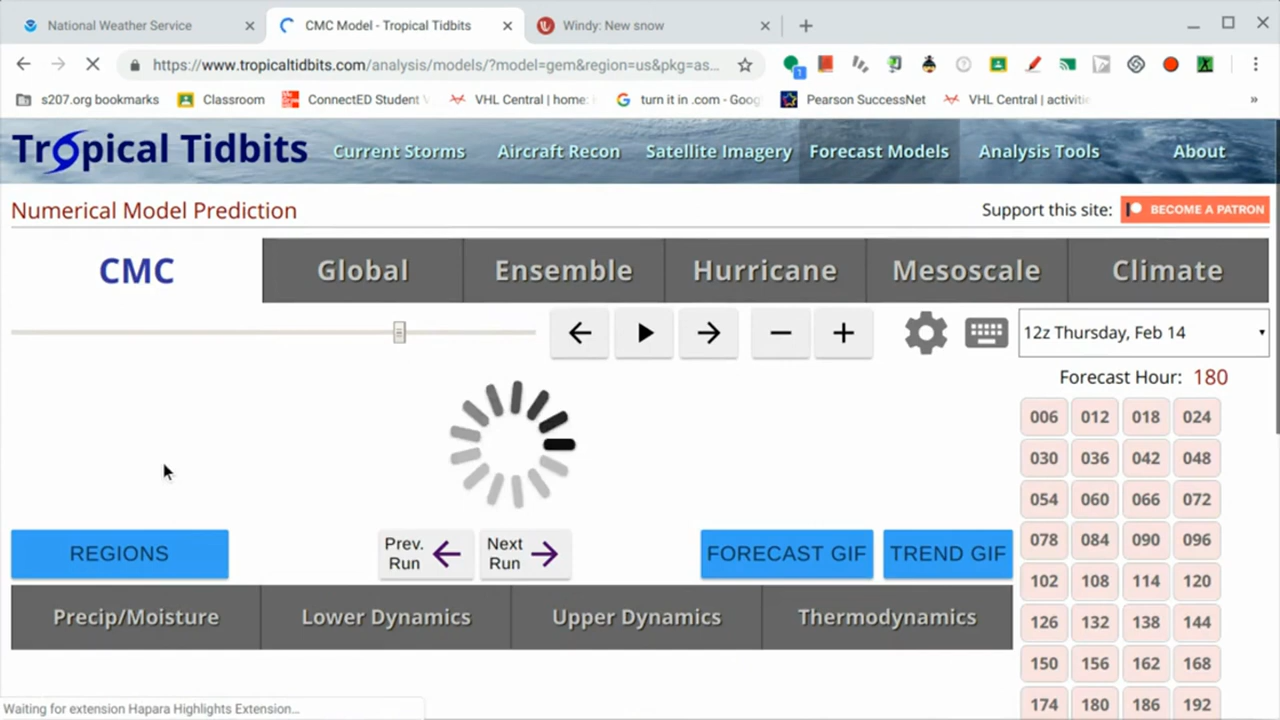 National Weather Service
CMC Model - Tropical Tidbits
Windy: New snow
https://www.tropicaltidbits.com/analysis/models/?model=gem&region=us&pkg=as...
1
s207.org bookmarks
Classroom
ConnectED Student
VHL Central | home:
turn it in .com - Goog
Pearson SuccessNet
VHL Central | activiti
»
Tropical Tidbits
Current Storms
Aircraft Recon
Satellite Imagery
Forecast Models
Analysis Tools
About
Numerical Model Prediction
Support this site:
BECOME A PATRON
CMC
Global
Ensemble
Hurricane
Mesoscale
Climate
12z Thursday, Feb 14
Forecast Hour: 180
006 012 018 024
030 036 042 048
054 060 066 072
078 084 090 096
102 108 114 120
126 132 138 144
150 156 162 168
174 180 186 192
REGIONS
Prev.
Run
Next
Run
FORECAST GIF
TREND GIF
Precip/Moisture
Lower Dynamics
Upper Dynamics
Thermodynamics
Waiting for extension Hapara Highlights Extension...